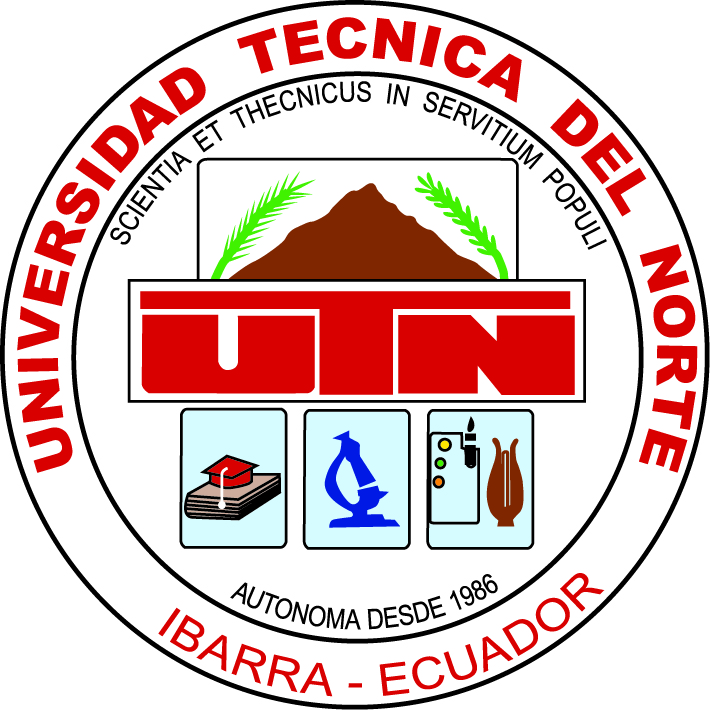 UNIVERSIDAD TECNICA DEL NORTE
SCIENTIA ET THECNICUS IN SERVITIUM POPULI
UTN
AUTONOMA DESDE 1986
IBARRA - ECUADOR